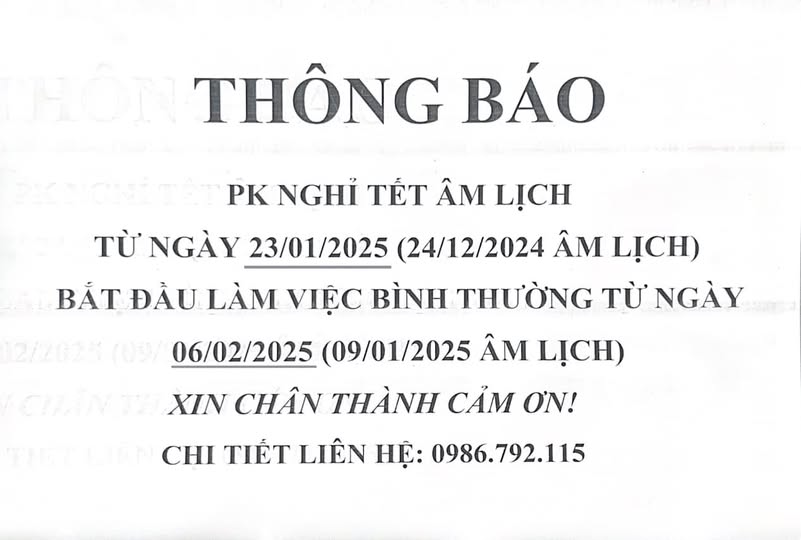 THÔNG BÁO
PK NGHỈ TẾT ÂM LỊCH
TỪ NGÀY 23/01/2025 (24/12/2024 ÂM LỊCH)
BẮT ĐẦU LÀM VIỆC BÌNH THƯỜNG TỪ NGÀY
06/02/2025 (09/01/2025 ÂM LỊCH)
XIN CHÂN THÀNH CẢM ƠN!
CHI TIẾT LIÊN HỆ: 0986.792.115